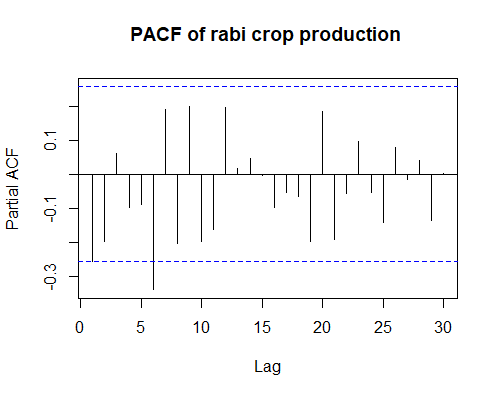 PACF of rabi crop production
Partial ACF
0.1
-0.1
-0.3
0 5 10 15 20 25 30
Lag